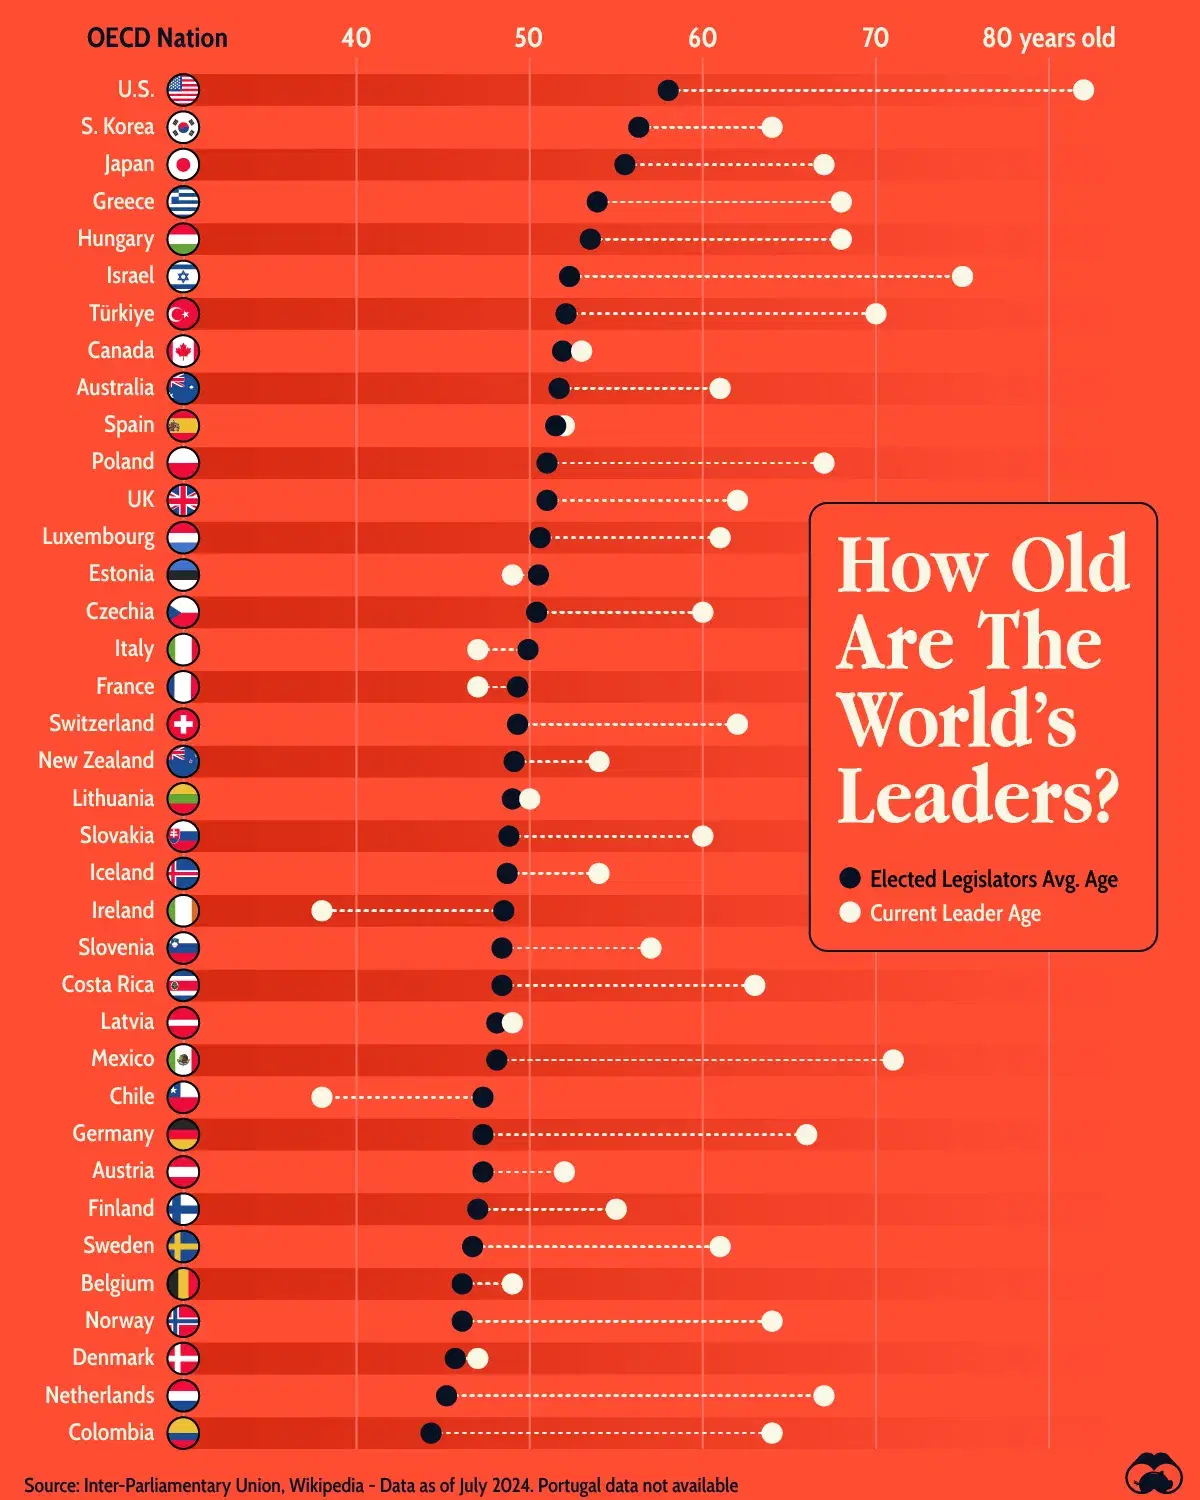 OECD Nation 40 50 60 70 80 years old
U.S.
S. Korea
Japan
Greece
Hungary
Israel
Türkiye
Canada
Australia
Spain
Poland
UK
Luxembourg
Estonia
Czechia
Italy
France
Switzerland
New Zealand
Lithuania
Slovakia
Iceland
Ireland
Slovenia
Costa Rica
Latvia
Mexico
Chile
Germany
Austria
Finland
Sweden
Belgium
Norway
Denmark
Netherlands
Colombia
How Old
Are The
World's
Leaders?
Elected Legislators Avg. Age
Current Leader Age
Source: Inter-Parliamentary Union, Wikipedia - Data as of July 2024. Portugal data not available